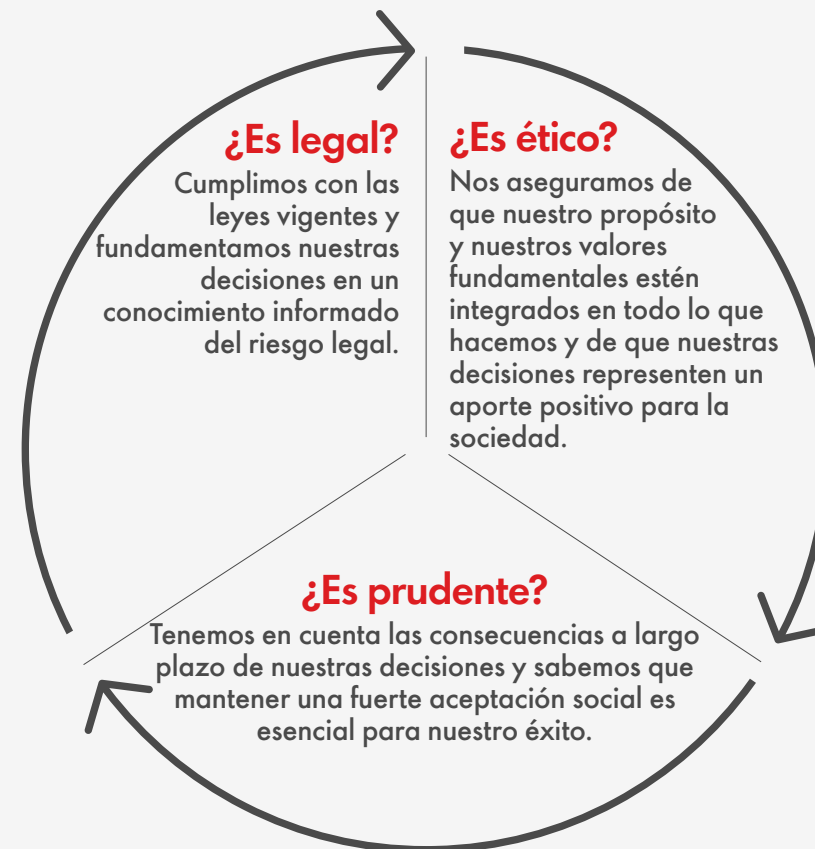 ¿Es legal?
Cumplimos con las
leyes vigentes y
fundamentamos nuestras
decisiones en un
conocimiento informado
del riesgo legal.
¿Es ético?
Nos aseguramos de
que nuestro propósito
y nuestros valores
fundamentales estén
integrados en todo lo que
hacemos y de que nuestras
decisiones representen un
aporte positivo para la
sociedad.
¿Es prudente?
Tenemos en cuenta las consecuencias a largo
plazo de nuestras decisiones y sabemos que
mantener una fuerte aceptación social es
esencial para nuestro éxito.